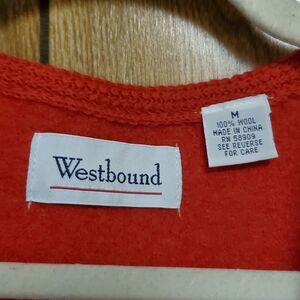 Westbound
M
100% WOOL
MADE IN CHINA
RN 58909
SEE REVERSE
FOR CARE